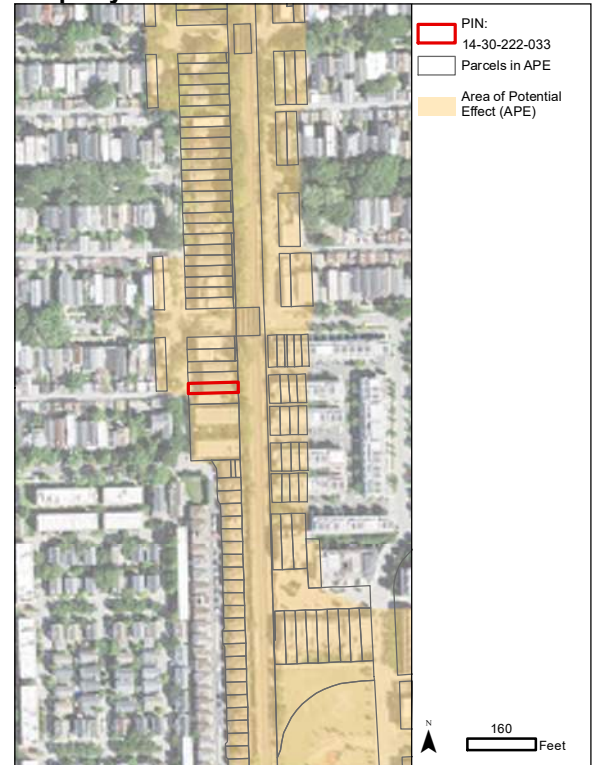 PIN:
14-30-222-033
Parcels in APE
Area of Potential
Effect (APE)
N
160
Feet